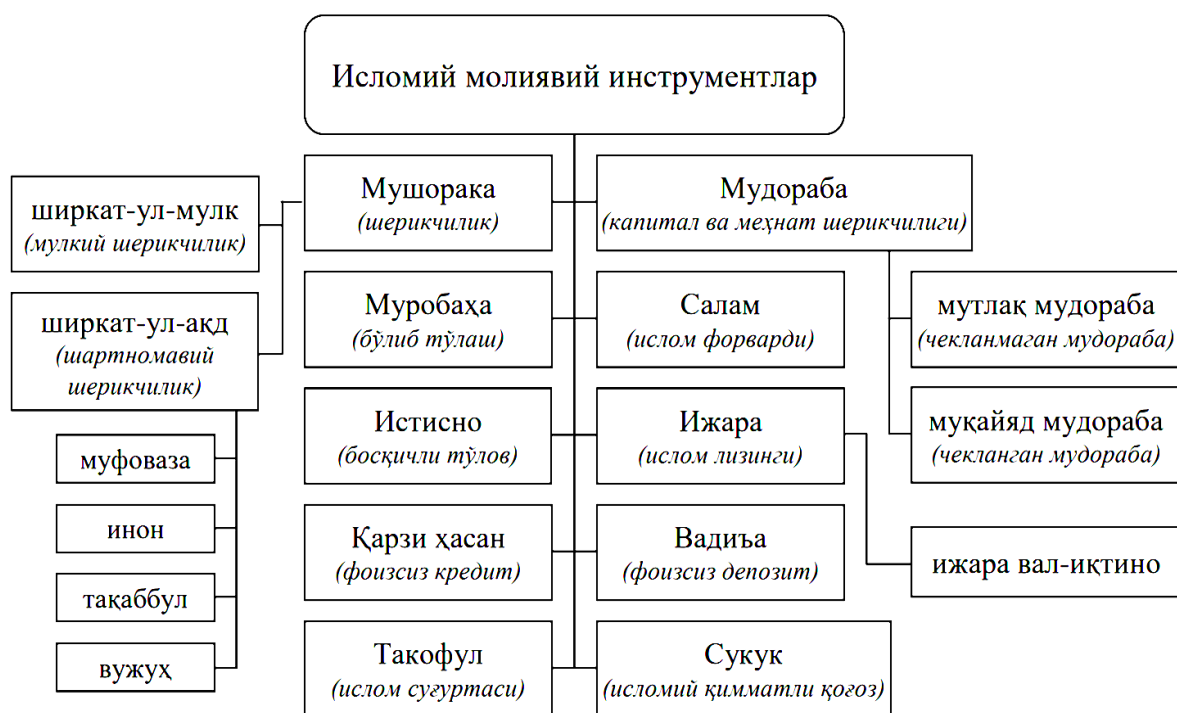 Исломий молиявий инструментлар
Мушорака
(шерикчилик)
Мудораба
(капитал ва меҳнат шерикчилиги)
ширкат-ул-мулк
(мулкий шерикчилик)
ширкат-ул-ақд
(шартномавий
шерикчилик)
муфоваза
инон
тақаббул
вужуҳ
Муробаҳа
(бўлиб тўлаш)
Салам
(ислом форварди)
мутлақ мудораба
(чекланмаган мудораба)
муқайяд мудораба
(чекланган мудораба)
Истисно
(босқичли тўлов)
Ижара
(ислом лизинги)
ижара вал-иқтино
Қарзи ҳасан
(фоизсиз кредит)
Вадиъа
(фоизсиз депозит)
Такофул
(ислом суғуртаси)
Сукук
(исломий қимматли қоғоз)